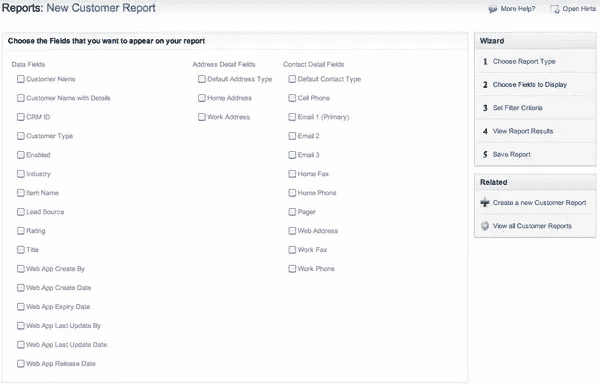 Reports: New Customer Report
More Help?
Open Hints
Choose the Fields that you want to appear on your report
Data Fields
Customer Name
Customer Name with Details
CRM ID
Customer Type
Enabled
Industry
Item Name
Lead Source
Rating
Title
Web App Create By
Web App Create Date
Web App Expiry Date
Web App Last Update By
Web App Last Update Date
Web App Release Date
Address Detail Fields
Default Address Type
Home Address
Work Address
Contact Detail Fields
Default Contact Type
Cell Phone
Email 1 (Primary)
Email 2
Email 3
Home Fax
Home Phone
Pager
Web Address
Work Fax
Work Phone
Wizard
1 Choose Report Type
2 Choose Fields to Display
3 Set Filter Criteria
4 View Report Results
5 Save Report
Related
Create a new Customer Report
View all Customer Reports